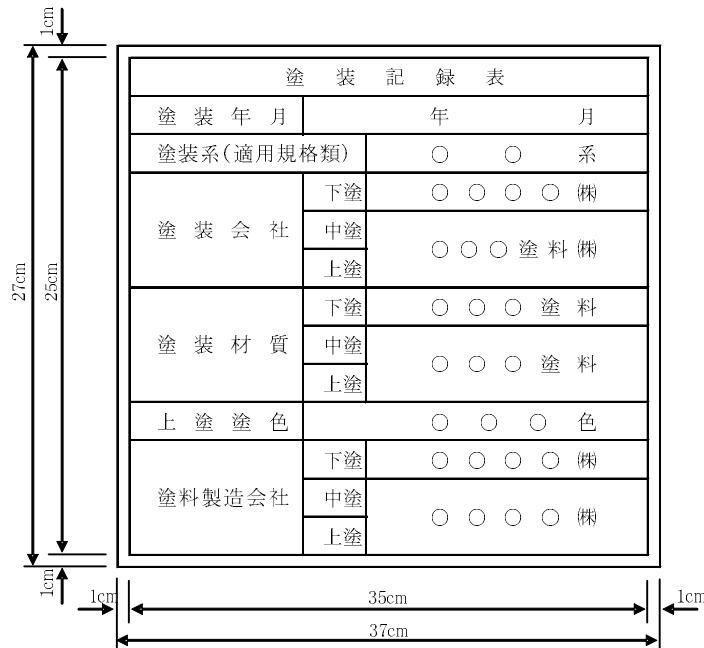 塗装記録表
塗装年月 年 月
塗装系(適用規格類) ○ ○ 系
塗装会社 下塗 ○○○○㈱
中塗 ○○○塗料㈱
上塗
塗装材質 下塗 ○○○塗料
中塗 ○○○塗料
上塗
上塗塗色 ○ ○ ○ 色
塗料製造会社 下塗 ○○○○㈱
中塗 ○○○○㈱
上塗
1cm
27cm
25cm
1cm
1cm 35cm 1cm
37cm